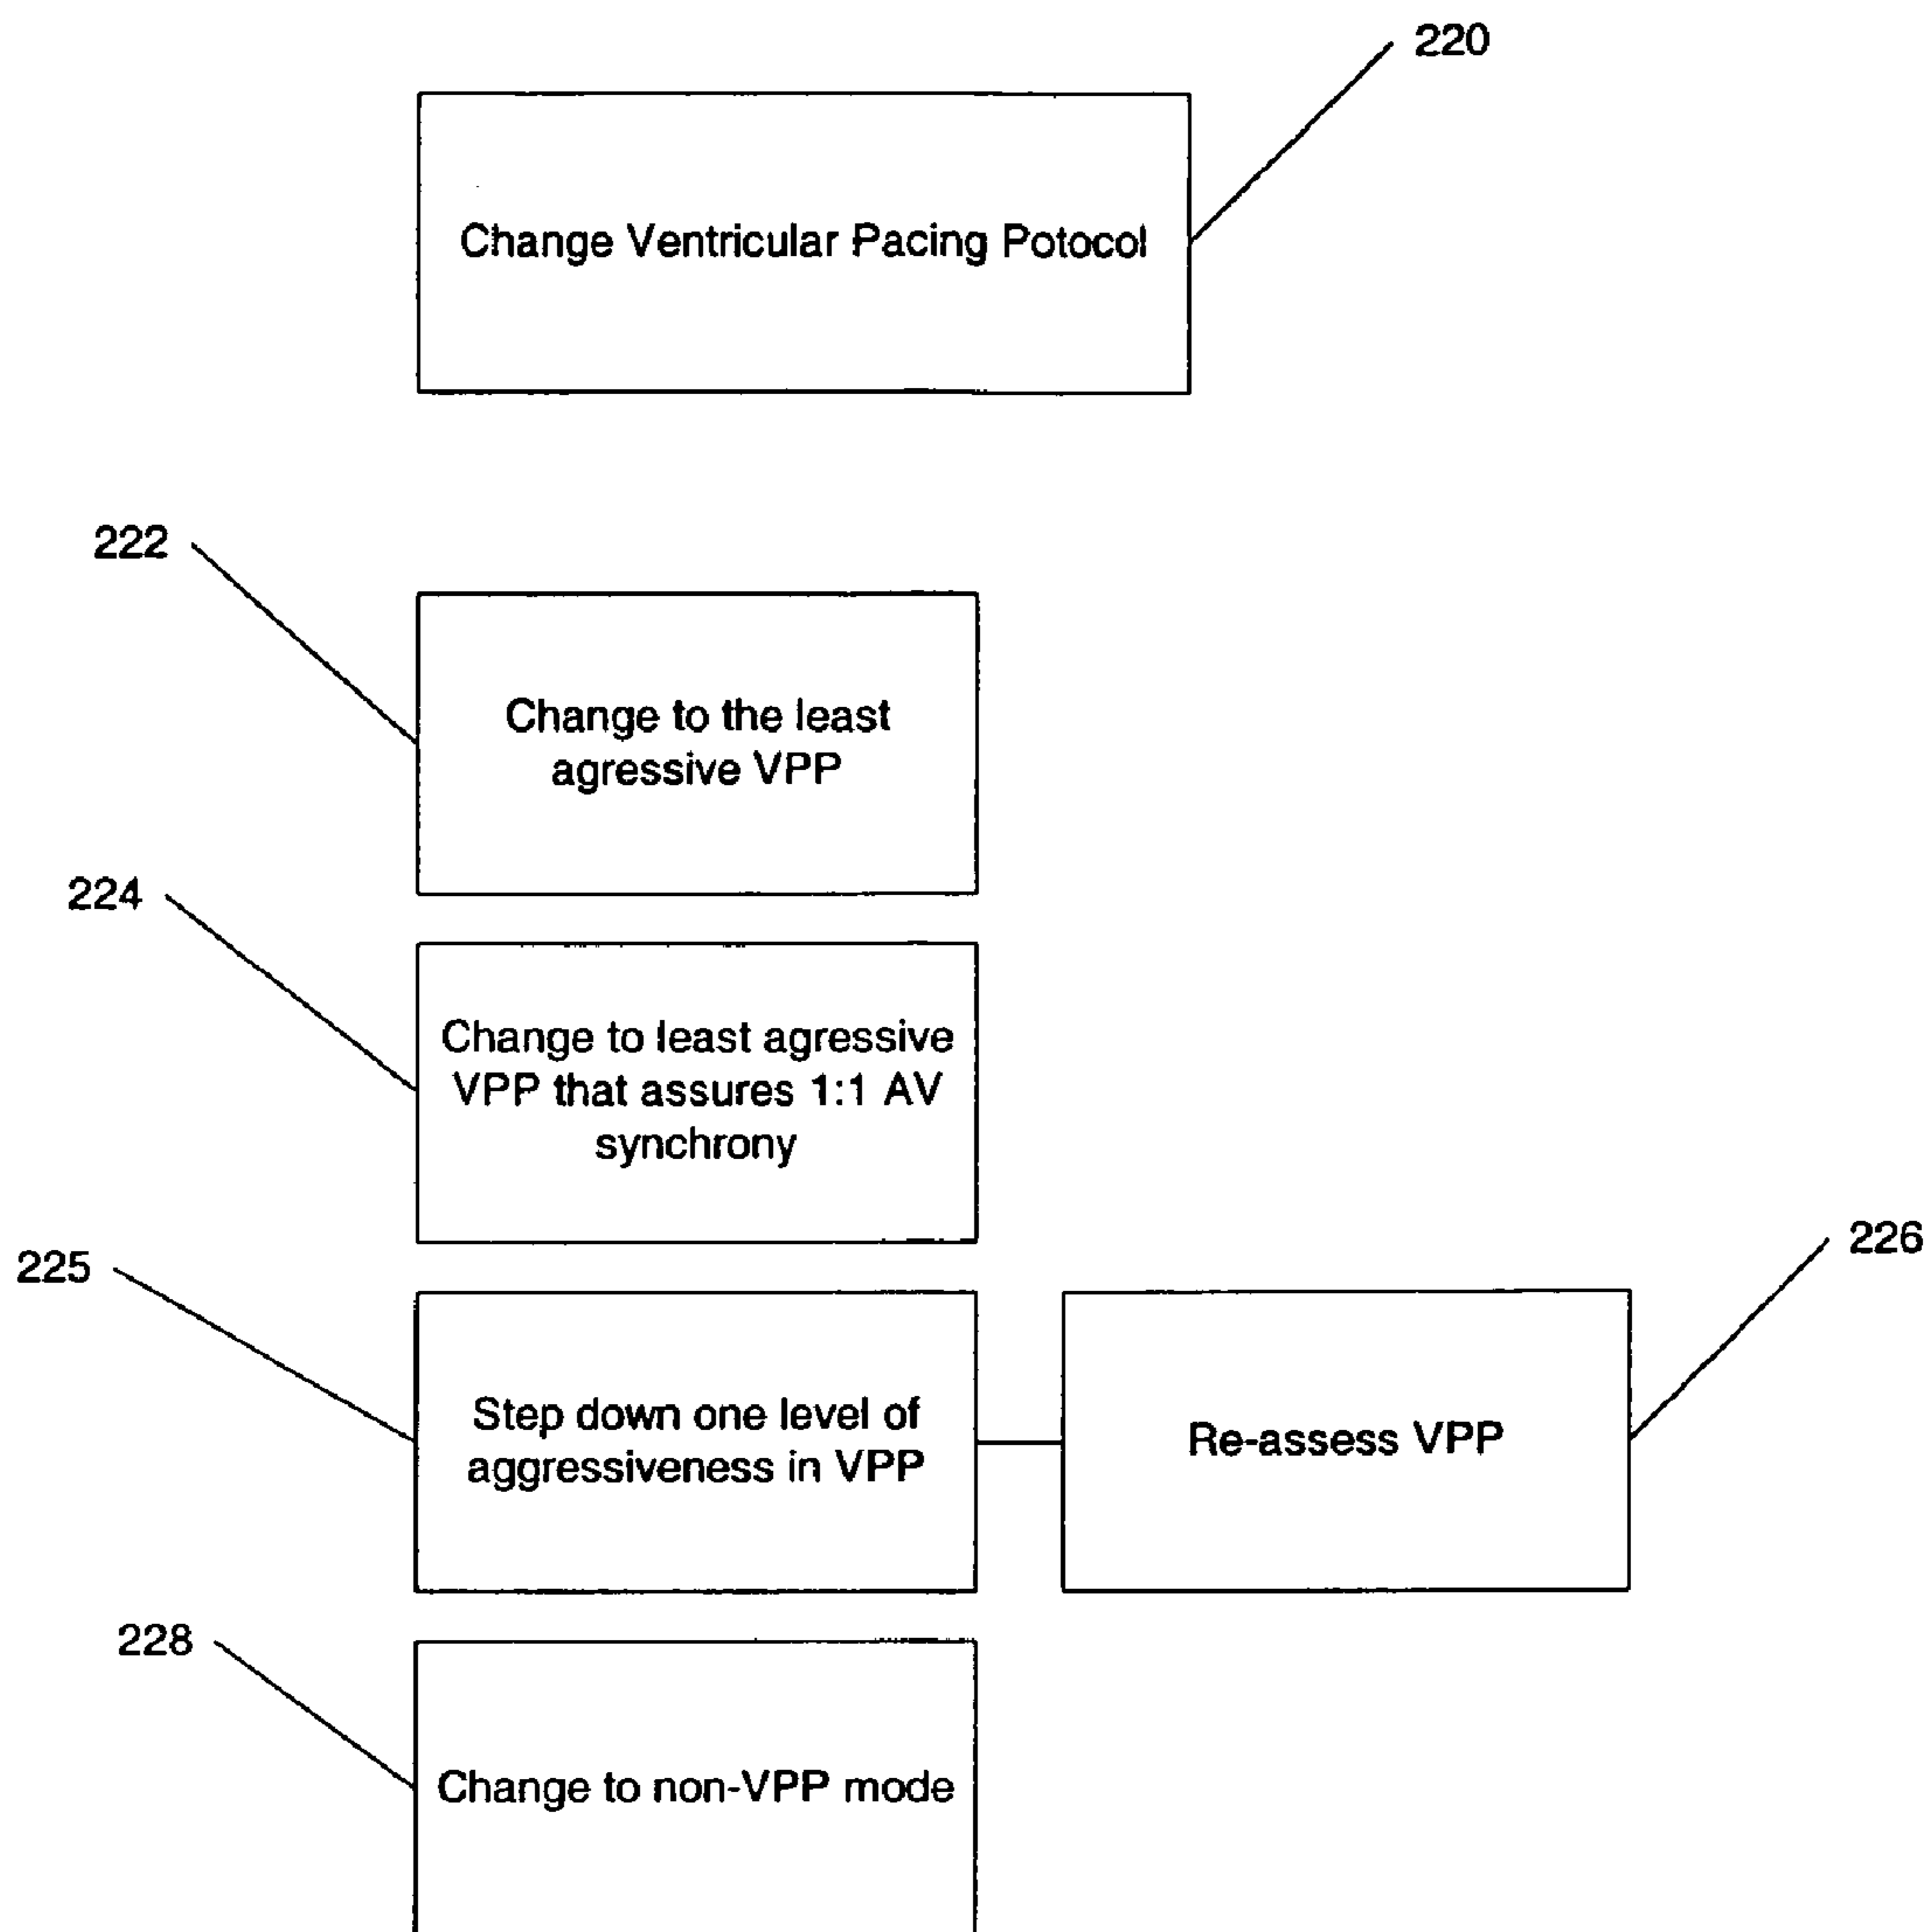 220
Change Ventricular Pacing Potocol
222
Change to the least
agressive VPP
224
Change to least agressive
VPP that assures 1:1 AV
synchrony
225
226
Step down one level of
aggressiveness in VPP
Re-assess VPP
228
Change to non-VPP mode